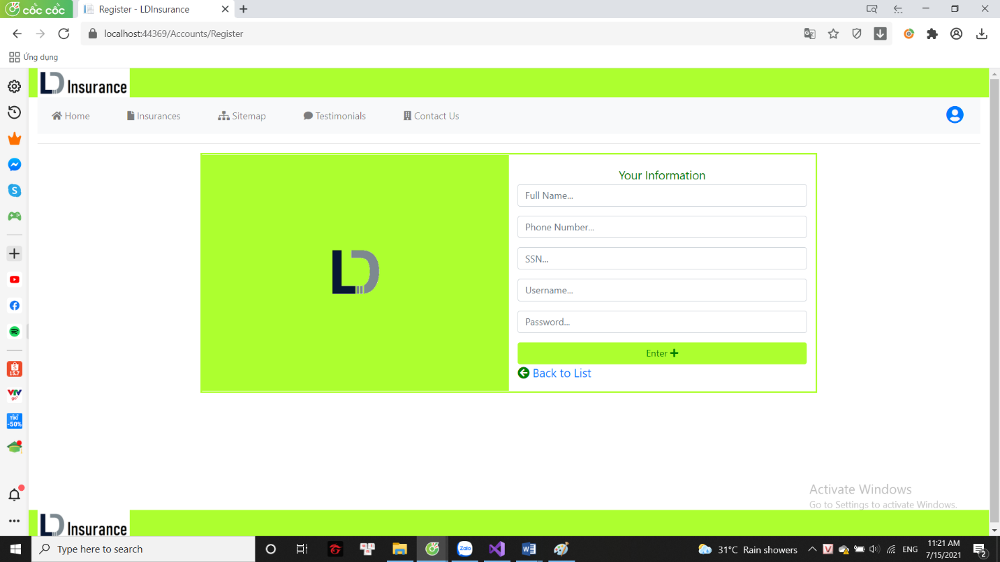 cốc cốc
Register - LDInsurance
localhost:44369/Accounts/Register
Ứng dụng
LD Insurance
Home
Insurances
Sitemap
Testimonials
Contact Us
Your Information
Full Name...
Phone Number...
SSN...
Username...
Password...
Enter
Back to List
LD
15.7
VTV
go
TIKI
-50%
Activate Windows
Go to Settings to activate Windows.
LD Insurance
Type here to search
Zalo
31°C Rain showers
V
ENG
11:21 AM
7/15/2021
2